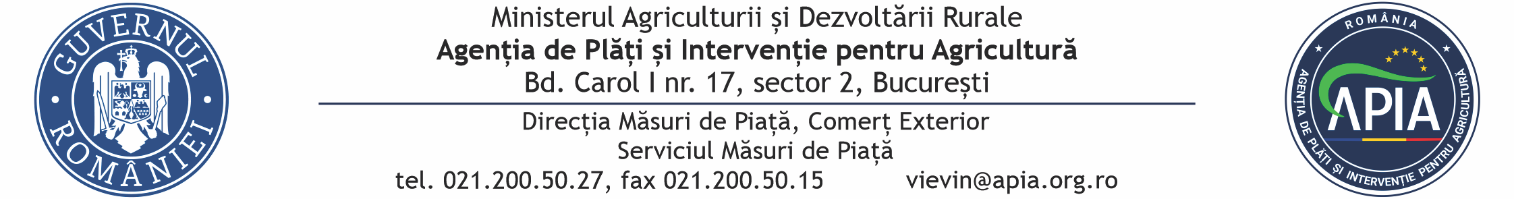 GUVERNUL ROMÂNIEI
Ministerul Agriculturii și Dezvoltării Rurale
Agenția de Plăți și Intervenție pentru Agricultură
Bd. Carol I nr. 17, sector 2, București
Direcția Măsuri de Piață, Comerț Exterior
Serviciul Măsuri de Piață
tel. 021.200.50.27, fax 021.200.50.15 vievin@apia.org.ro
ROMÂNIA
APIA
AGENȚIA DE PLĂȚI ȘI INTERVENȚIE PENTRU AGRICULTURĂ